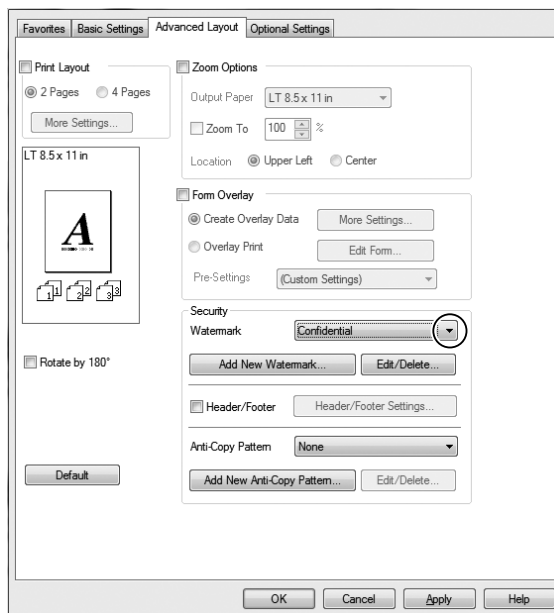 Favorites Basic Settings Advanced Layout Optional Settings
Print Layout
2 Pages 4 Pages
More Settings...
LT 8.5 x 11 in
A
1 1 2 2 3 3
Rotate by 180°
Default
Zoom Options
Output Paper LT 8.5 x 11 in
Zoom To 100 %
Location Upper Left Center
Form Overlay
Create Overlay Data More Settings...
Overlay Print Edit Form...
Pre-Settings (Custom Settings)
Security
Watermark Confidential
Add New Watermark... Edit/Delete...
Header/Footer Header/Footer Settings...
Anti-Copy Pattern None
Add New Anti-Copy Pattern... Edit/Delete...
OK Cancel Apply Help